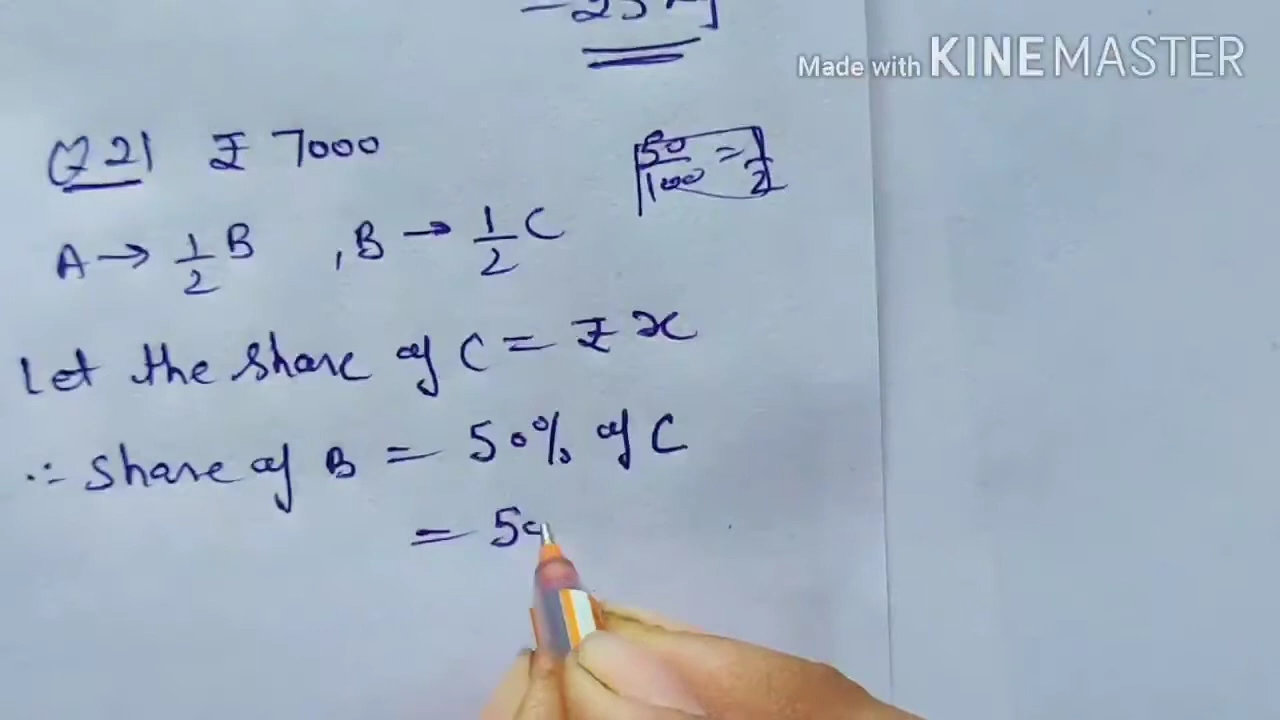 Made with KINEMASTER
Q 21 ₹ 7000
50/100 = 1/2
A → 1/2 B , B → 1/2 C
Let the share of C = ₹ x
∴ Share of B = 50% of C
= 50